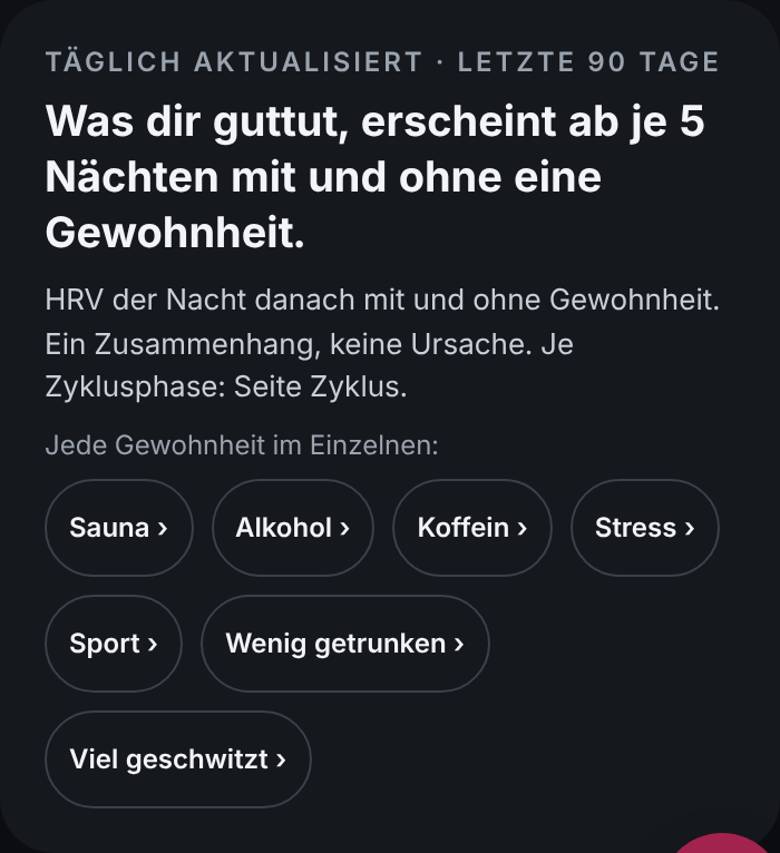 TÄGLICH AKTUALISIERT · LETZTE 90 TAGE
Was dir guttut, erscheint ab je 5
Nächten mit und ohne eine
Gewohnheit.
HRV der Nacht danach mit und ohne Gewohnheit.
Ein Zusammenhang, keine Ursache. Je
Zyklusphase: Seite Zyklus.
Jede Gewohnheit im Einzelnen:
Sauna › Alkohol › Koffein › Stress ›
Sport › Wenig getrunken ›
Viel geschwitzt ›